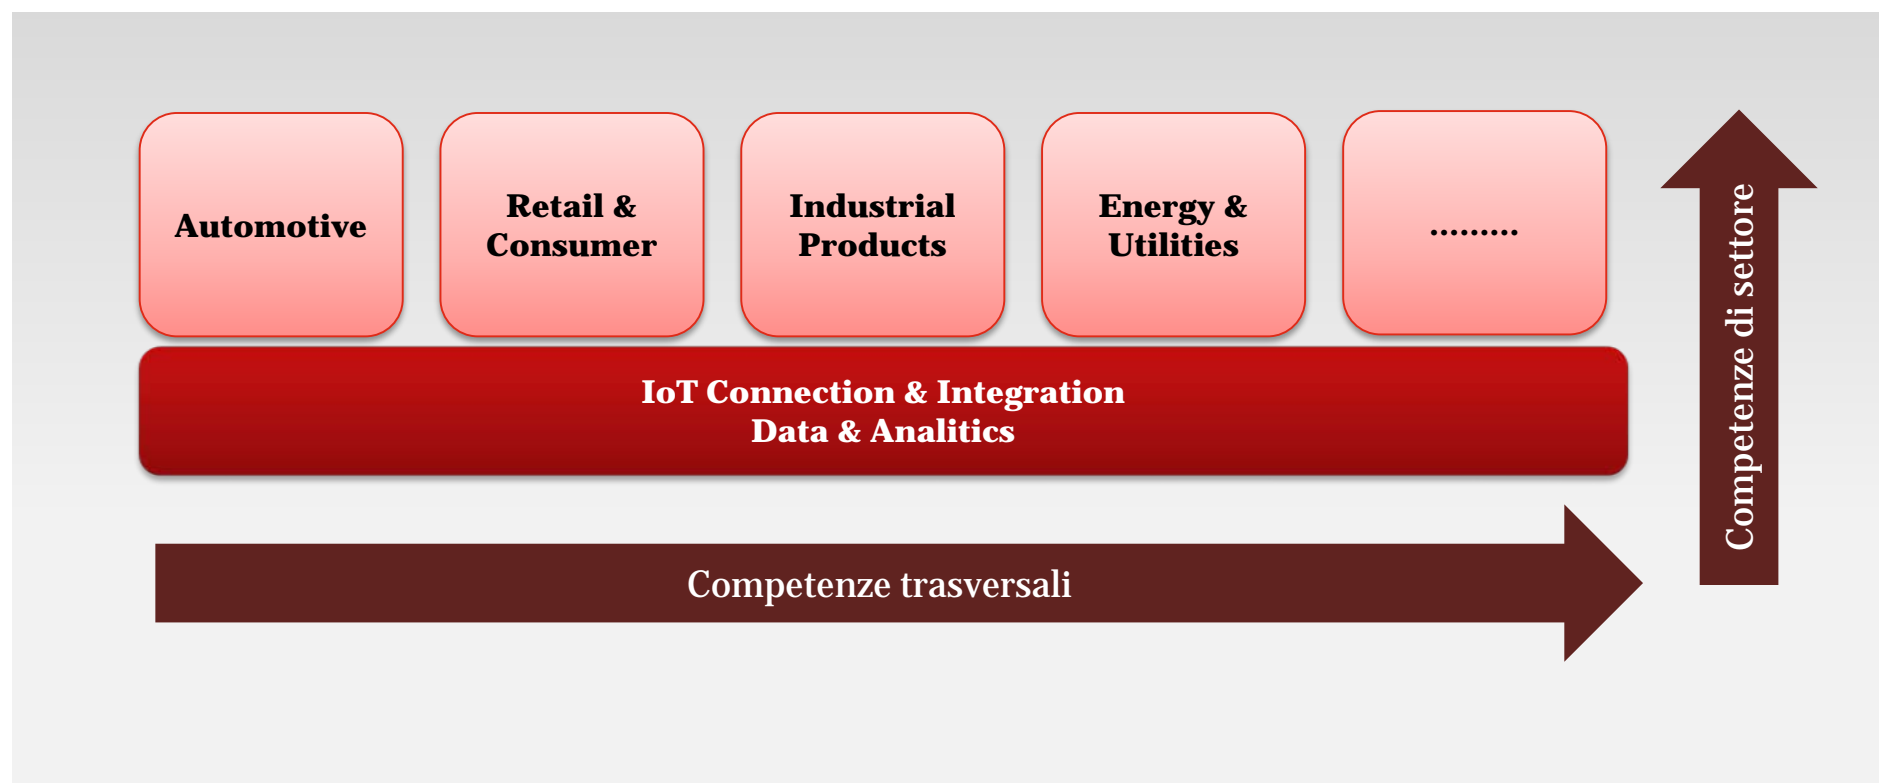 Automotive
Retail &
Consumer
Industrial
Products
Energy &
Utilities
.........
IoT Connection & Integration
Data & Analitics
Competenze trasversali
Competenze di settore